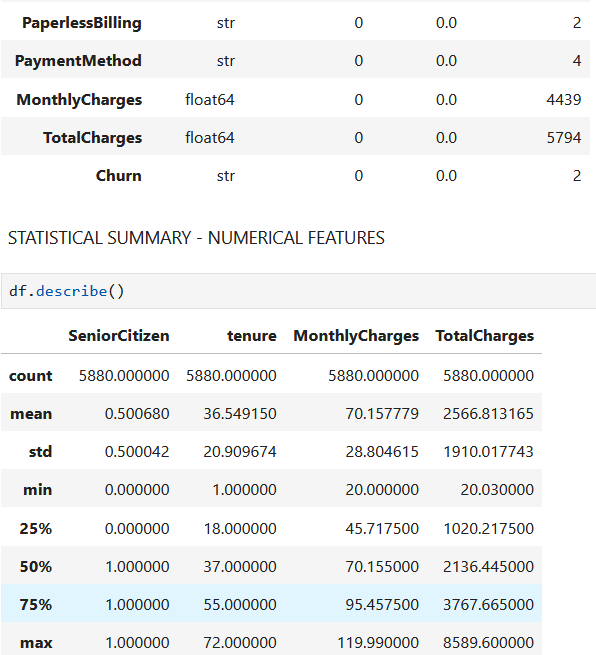 PaperlessBilling str 0 0.0 2
PaymentMethod str 0 0.0 4
MonthlyCharges float64 0 0.0 4439
TotalCharges float64 0 0.0 5794
Churn str 0 0.0 2
STATISTICAL SUMMARY - NUMERICAL FEATURES
df.describe()
SeniorCitizen tenure MonthlyCharges TotalCharges
count 5880.000000 5880.000000 5880.000000 5880.000000
mean 0.500680 36.549150 70.157779 2566.813165
std 0.500042 20.909674 28.804615 1910.017743
min 0.000000 1.000000 20.000000 20.030000
25% 0.000000 18.000000 45.717500 1020.217500
50% 1.000000 37.000000 70.155000 2136.445000
75% 1.000000 55.000000 95.457500 3767.665000
max 1.000000 72.000000 119.990000 8589.600000